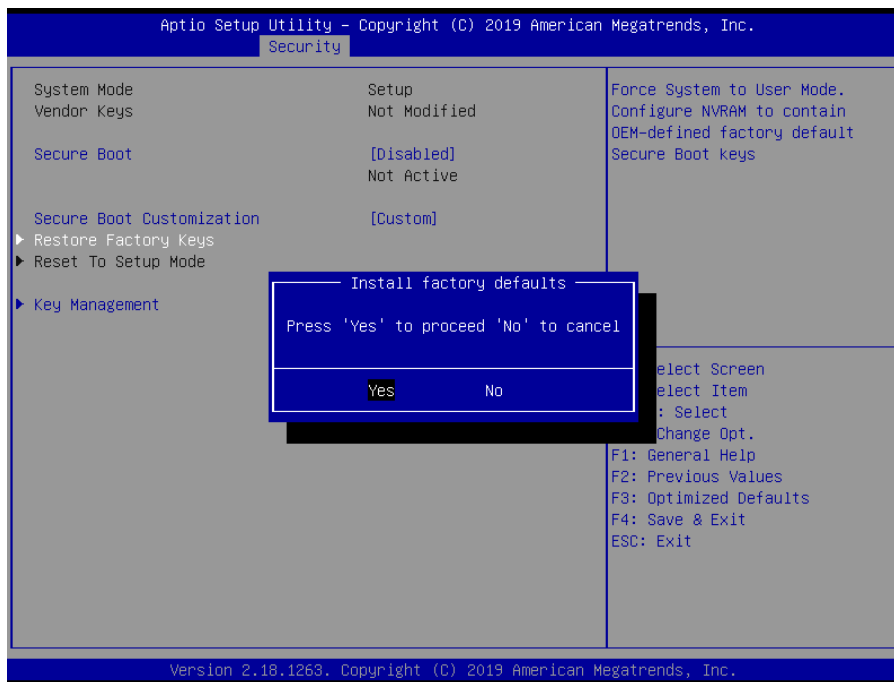 Aptio Setup Utility – Copyright (C) 2019 American Megatrends, Inc.
Security
System Mode Setup
Vendor Keys Not Modified
Secure Boot [Disabled]
Not Active
Secure Boot Customization [Custom]
Restore Factory Keys
Reset To Setup Mode
Key Management
Force System to User Mode.
Configure NVRAM to contain
OEM-defined factory default
Secure Boot keys
Install factory defaults
Press 'Yes' to proceed 'No' to cancel
Yes No
elect Screen
elect Item
: Select
Change Opt.
F1: General Help
F2: Previous Values
F3: Optimized Defaults
F4: Save & Exit
ESC: Exit
Version 2.18.1263. Copyright (C) 2019 American Megatrends, Inc.